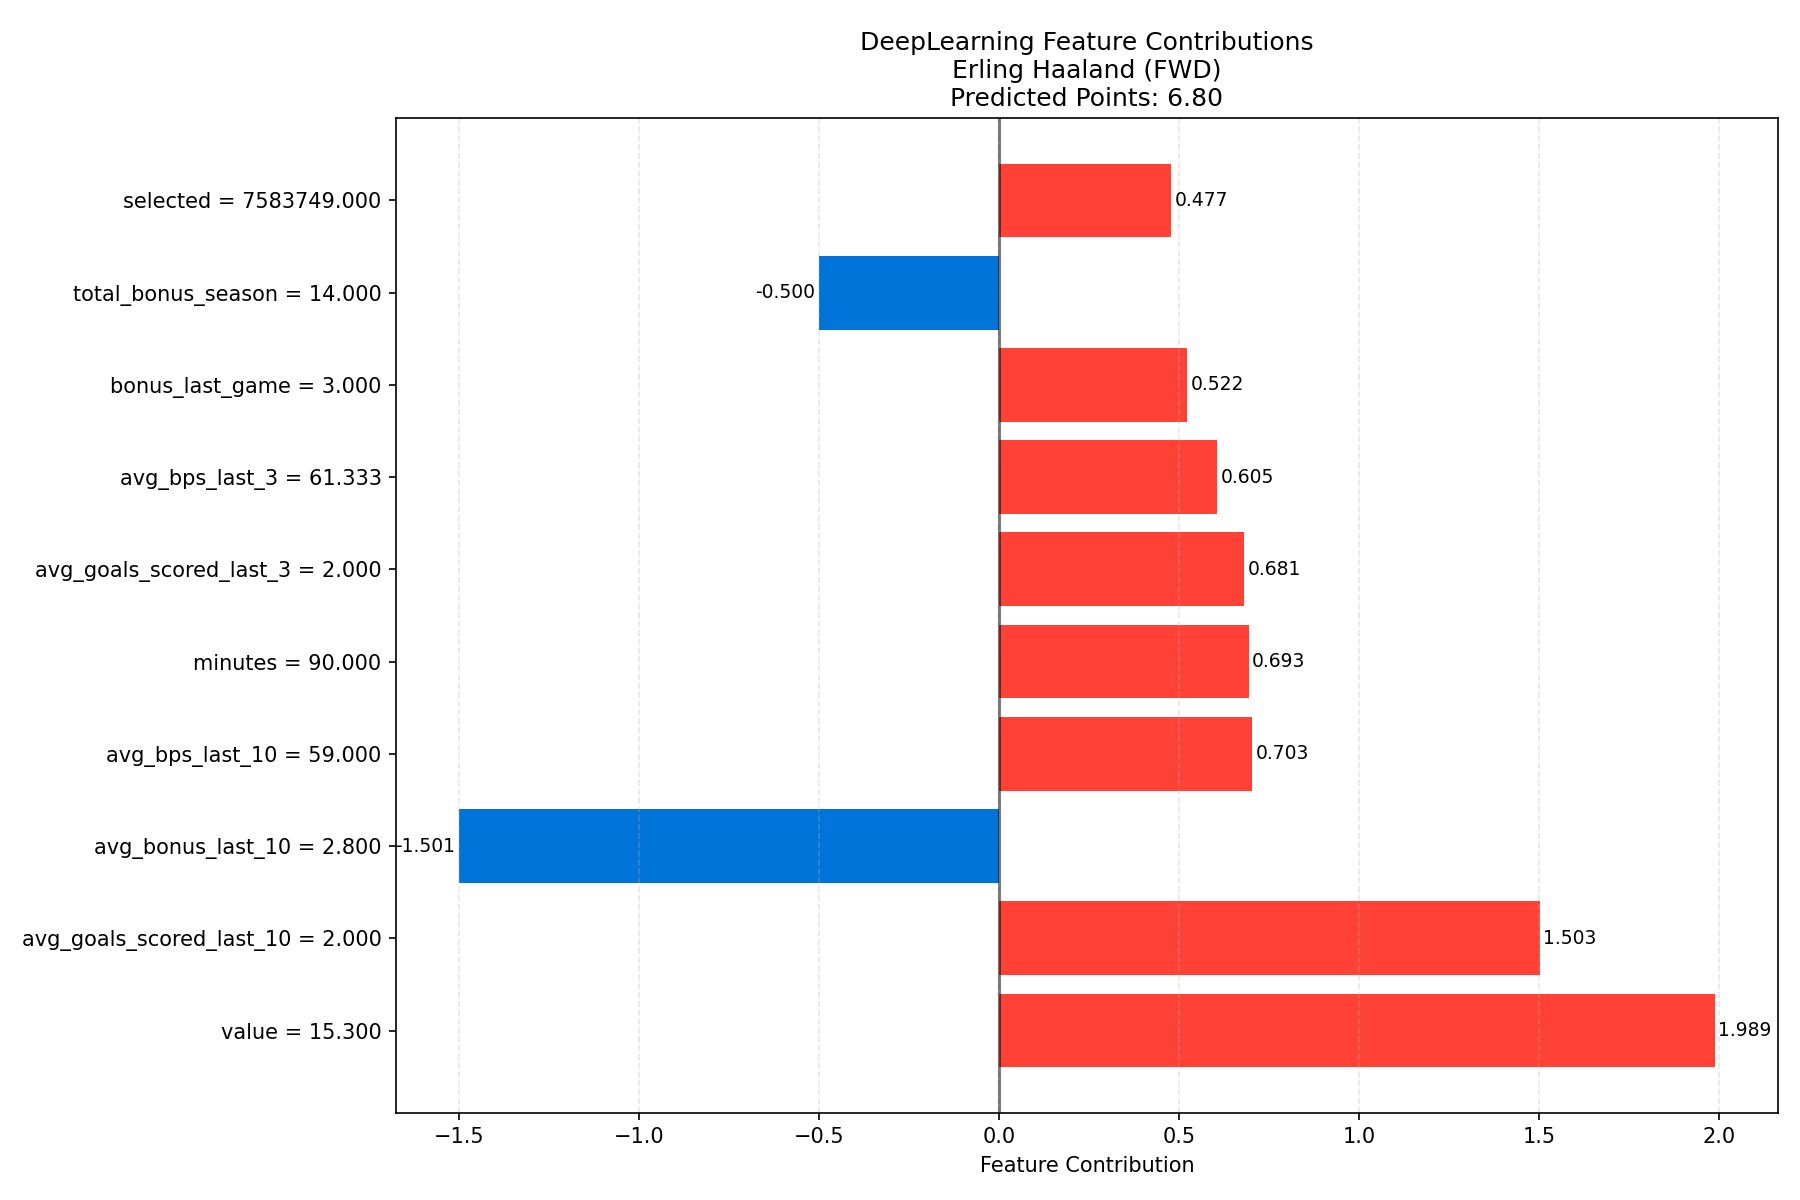 DeepLearning Feature Contributions
Erling Haaland (FWD)
Predicted Points: 6.80
selected = 7583749.000
0.477
total_bonus_season = 14.000
-0.500
bonus_last_game = 3.000
0.522
avg_bps_last_3 = 61.333
0.605
avg_goals_scored_last_3 = 2.000
0.681
minutes = 90.000
0.693
avg_bps_last_10 = 59.000
0.703
avg_bonus_last_10 = 2.800
-1.501
avg_goals_scored_last_10 = 2.000
1.503
value = 15.300
1.989
−1.5 −1.0 −0.5 0.0 0.5 1.0 1.5 2.0
Feature Contribution